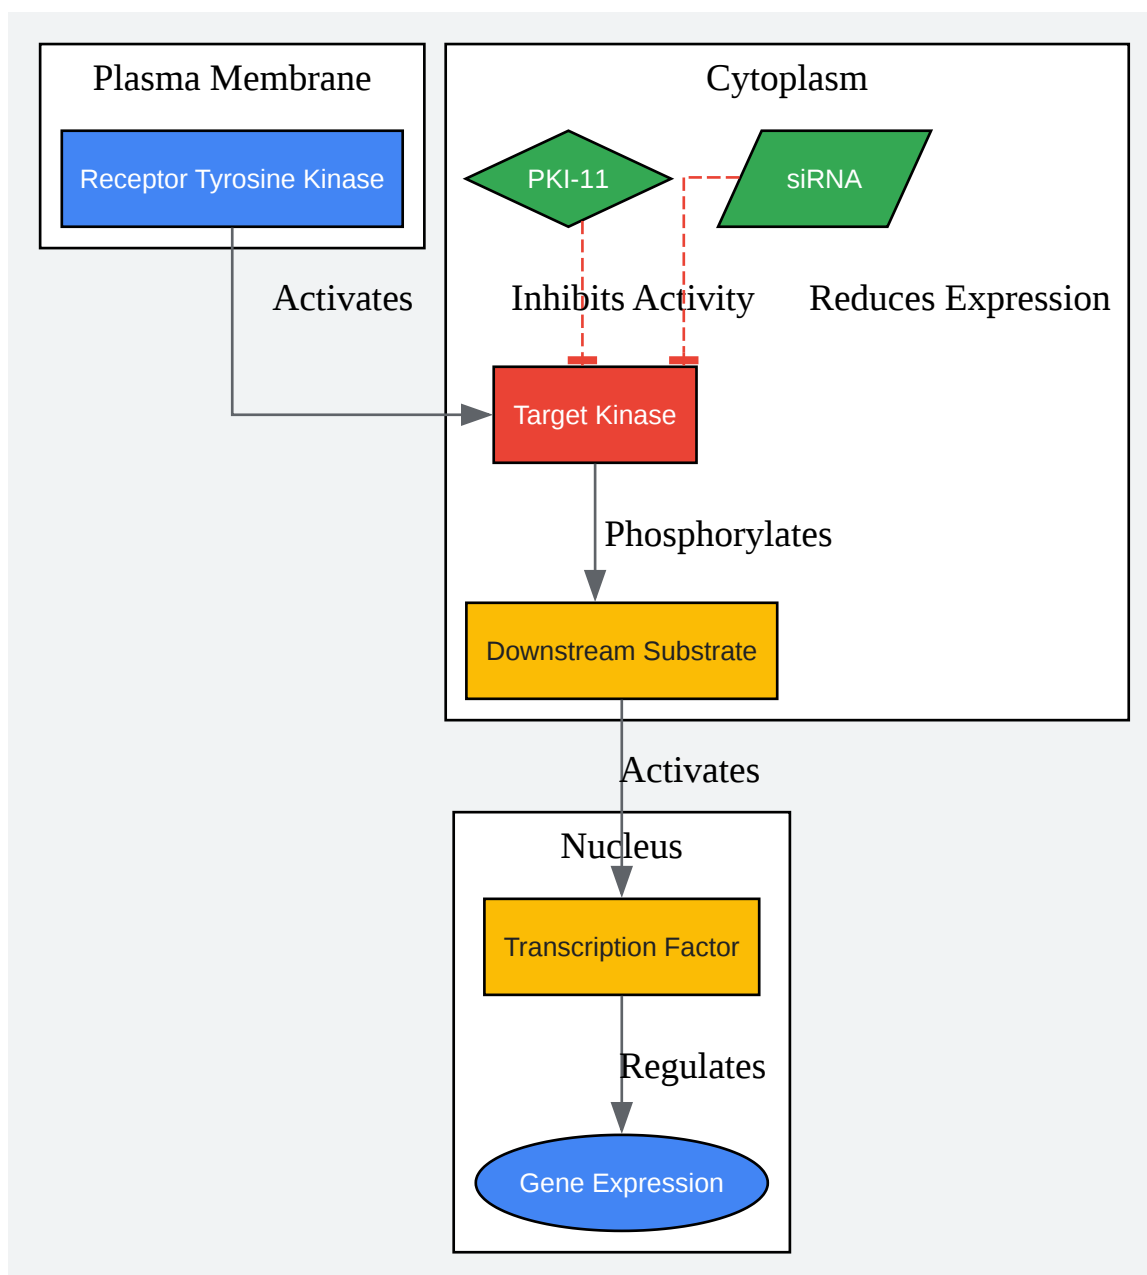 Plasma Membrane
Cytoplasm
Receptor Tyrosine Kinase
PKI-11
siRNA
Activates
Inhibits Activity
Reduces Expression
Target Kinase
Phosphorylates
Downstream Substrate
Activates
Nucleus
Transcription Factor
Regulates
Gene Expression